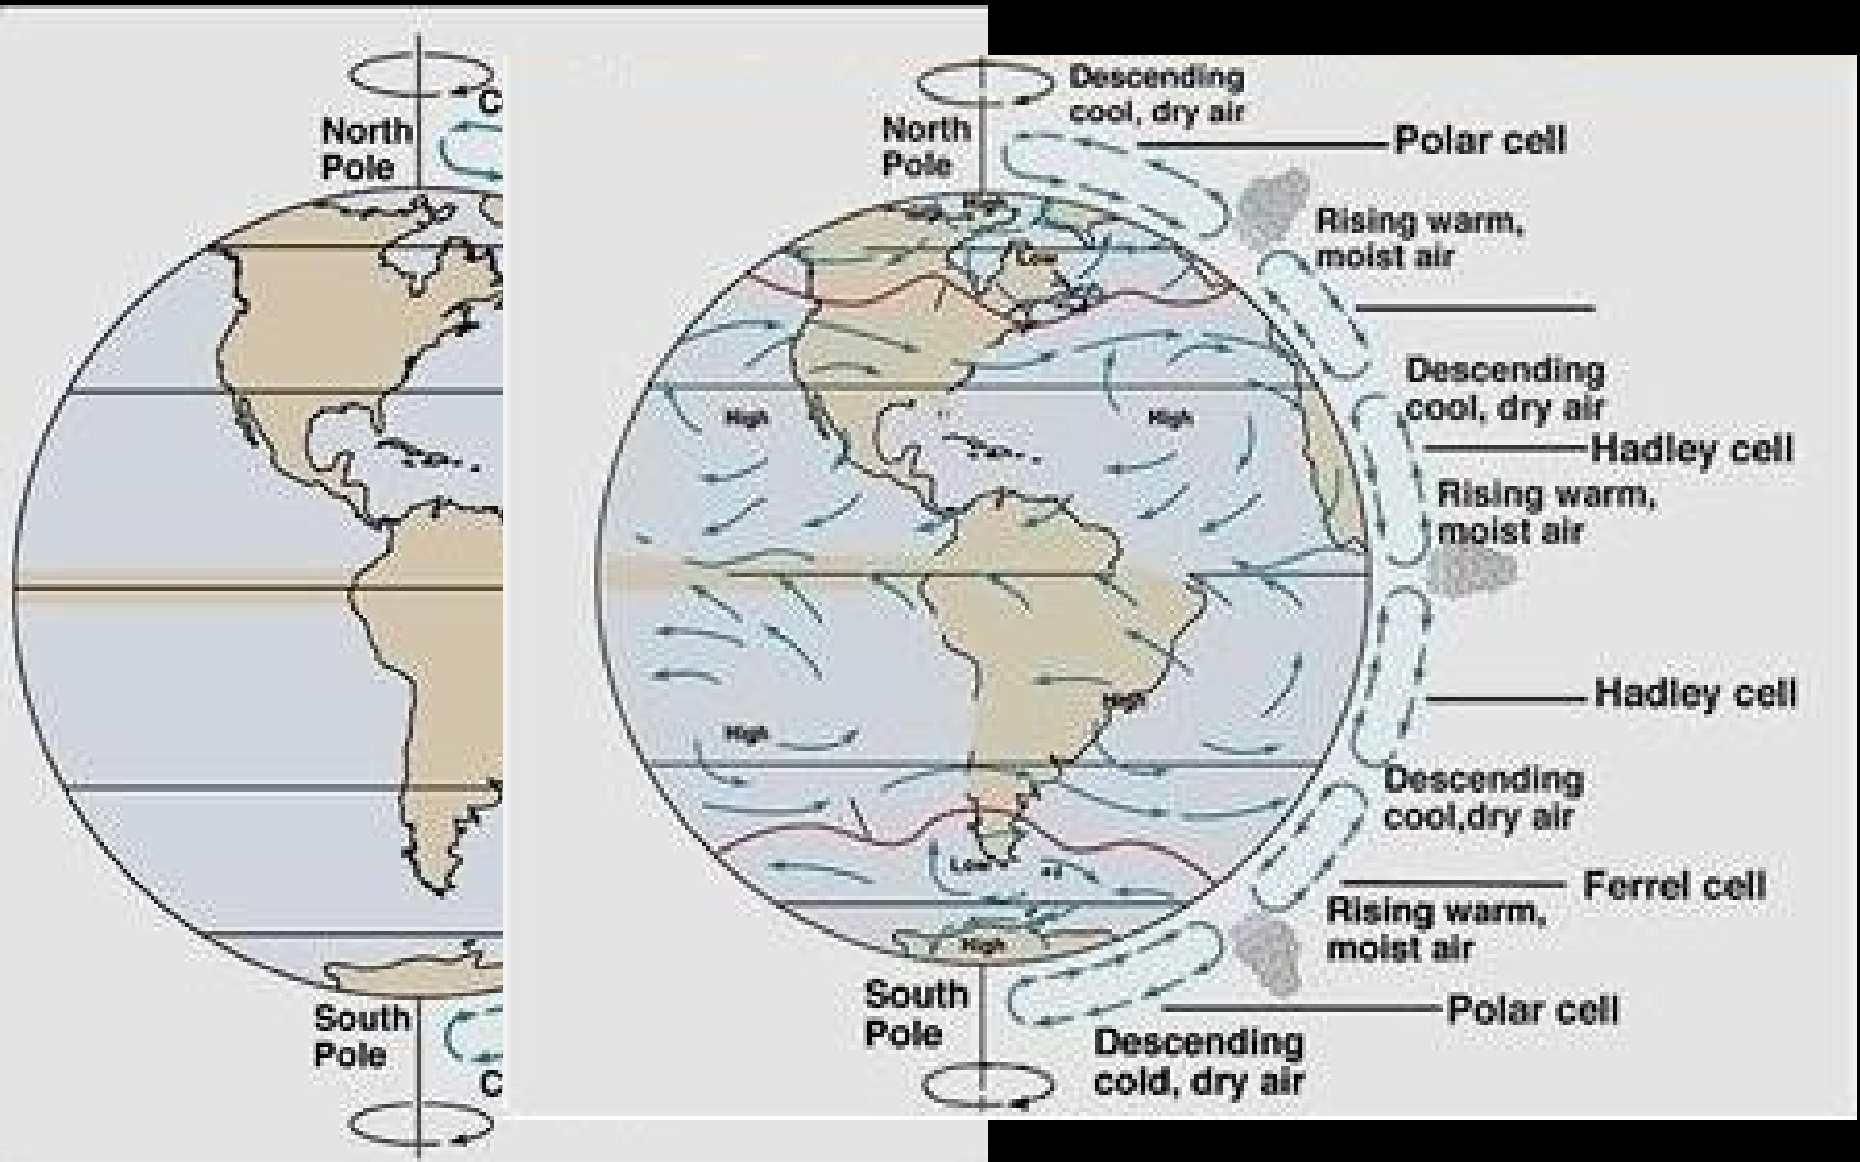 C
North
Pole
South
Pole
C
Descending
cool, dry air
North
Pole
Polar cell
High
Rising warm,
moist air
Low
Descending
cool, dry air
High
High
Hadley cell
Rising warm,
moist air
Hadley cell
High
High
Descending
cool,dry air
Low
Ferrel cell
Rising warm,
moist air
High
South
Pole
Polar cell
Descending
cold, dry air